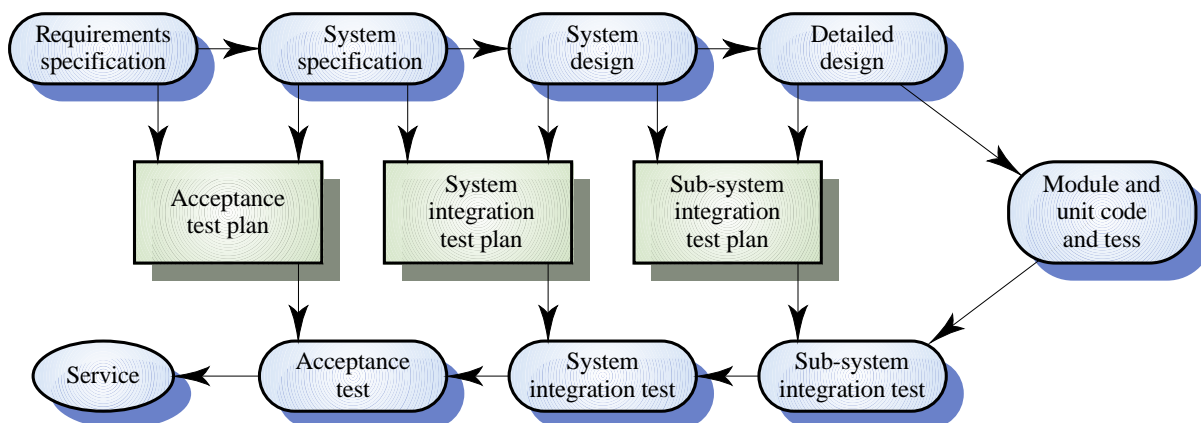 Requirements
specification
System
specification
System
design
Detailed
design
Acceptance
test plan
System
integration
test plan
Sub-system
integration
test plan
Module and
unit code
and tess
Service
Acceptance
test
System
integration test
Sub-system
integration test